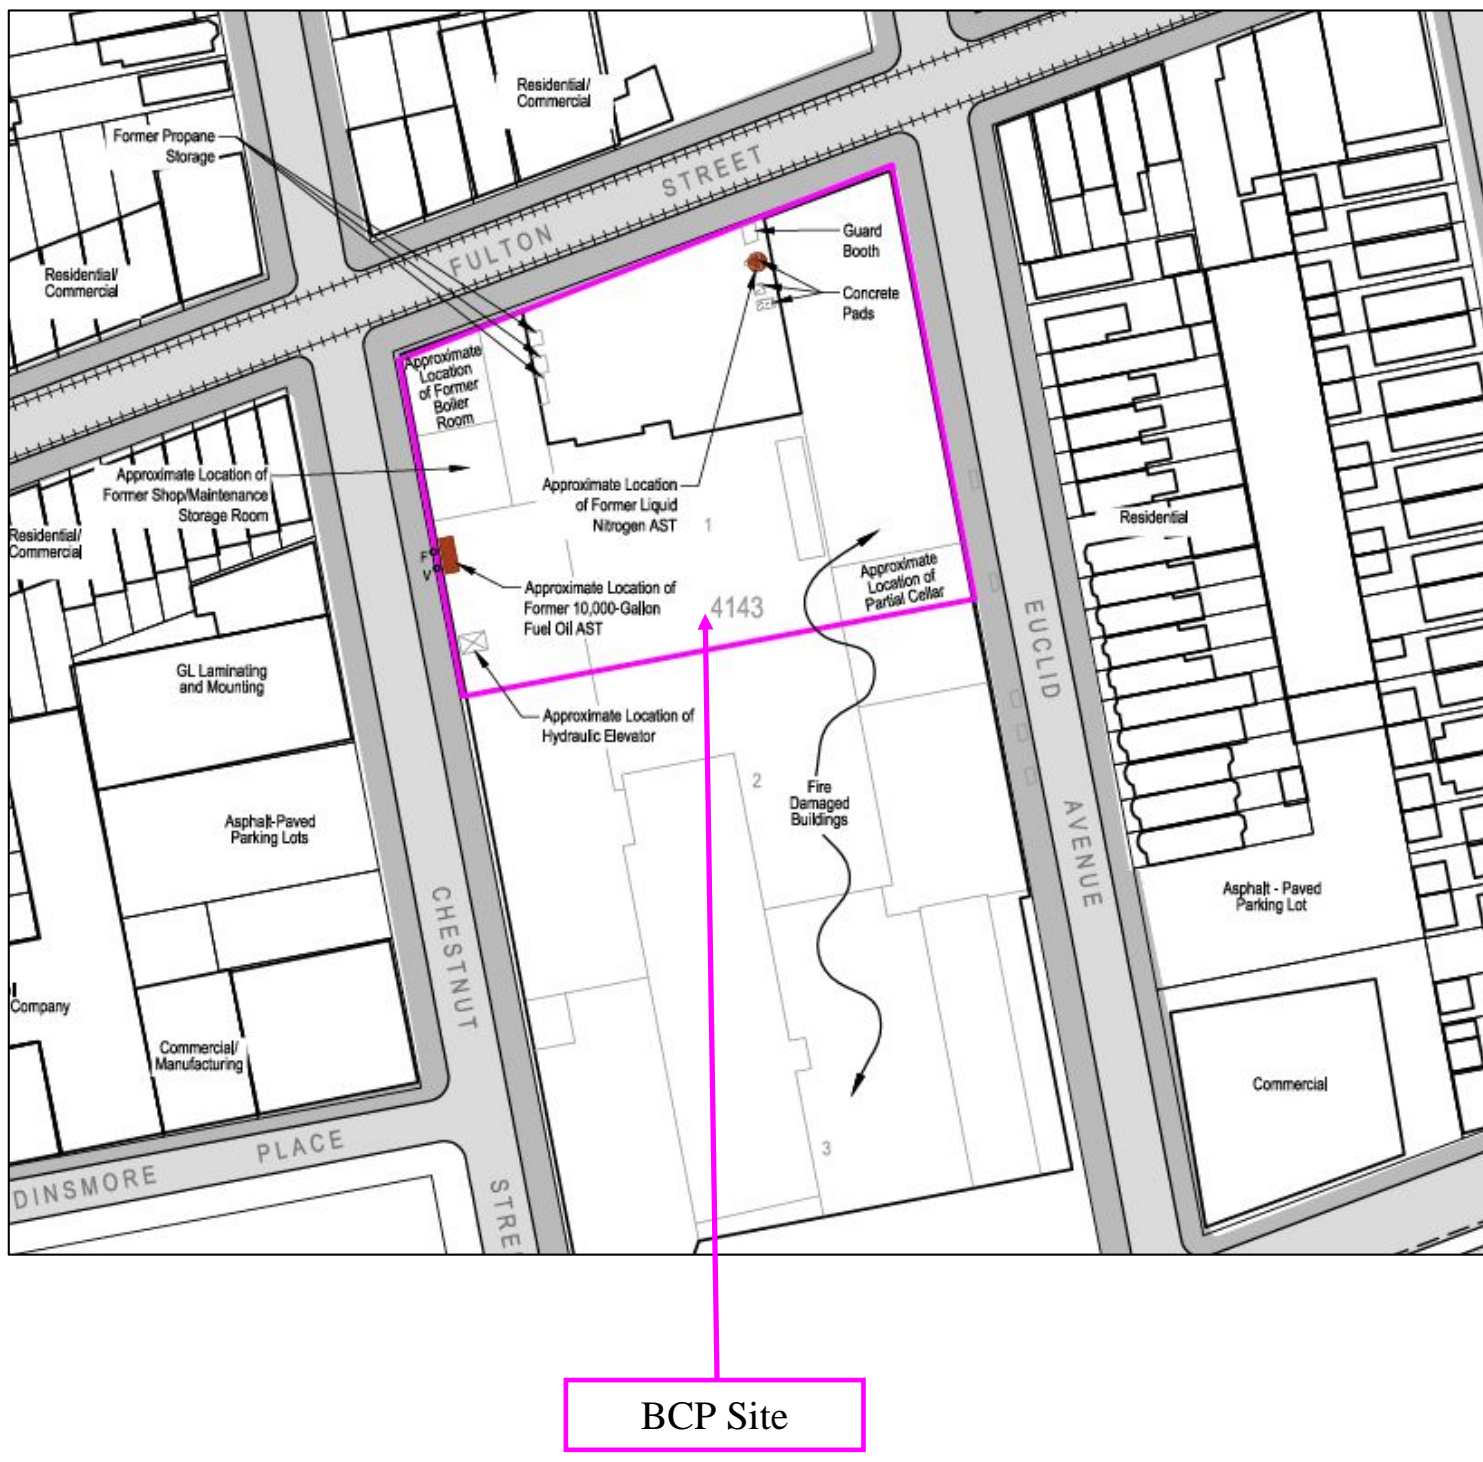 Residential/
Commercial
Former Propane
Storage
FULTON
STREET
Guard
Booth
Concrete
Pads
Residential/
Commercial
Approximate
Location
of Former
Boiler
Room
Approximate Location of
Former Shop/Maintenance
Storage Room
Approximate Location
of Former Liquid
Nitrogen AST
1
Residential
Residential/
Commercial
F
V
Approximate Location of
Former 10,000-Gallon
Fuel Oil AST
4143
Approximate
Location of
Partial Cellar
EUCLID
AVENUE
GL Laminating
and Mounting
Approximate Location of
Hydraulic Elevator
2
Fire
Damaged
Buildings
Asphalt-Paved
Parking Lots
Asphalt - Paved
Parking Lot
CHESTNUT
STRE
Company
Commercial/
Manufacturing
Commercial
3
DINSMORE
PLACE
BCP Site